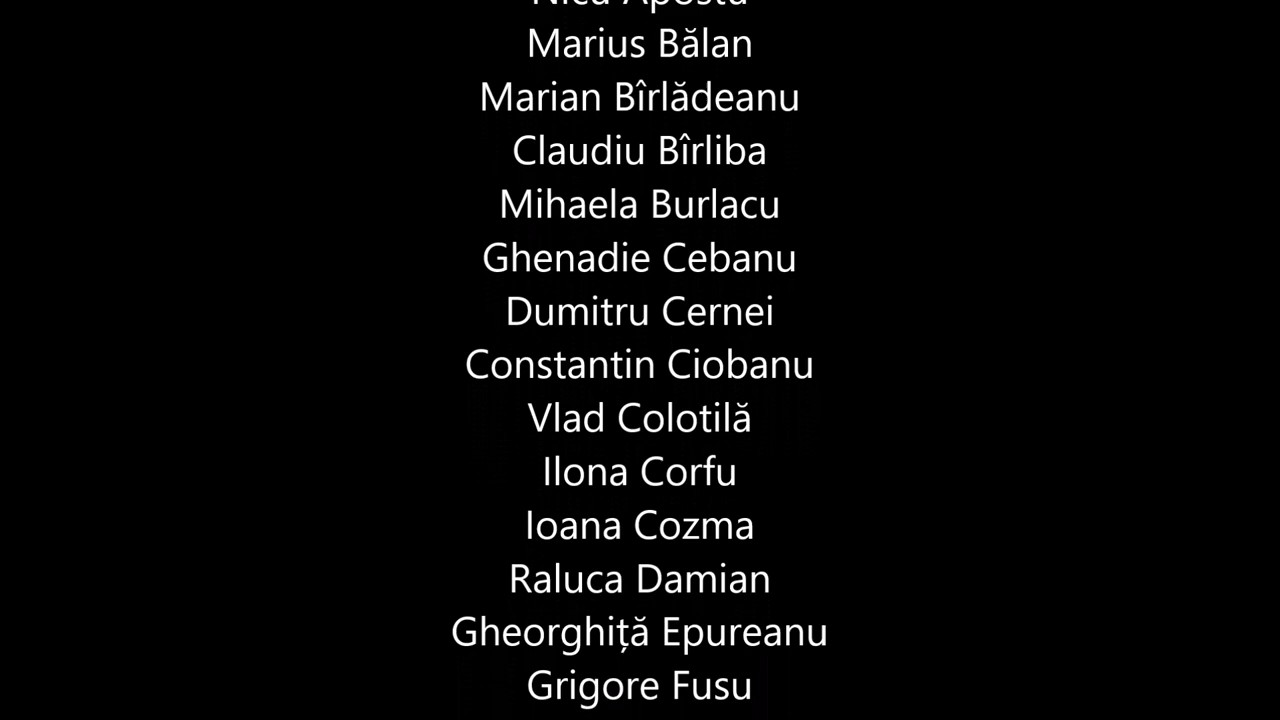 Marius Bălan
Marian Bîrlădeanu
Claudiu Bîrliba
Mihaela Burlacu
Ghenadie Cebanu
Dumitru Cernei
Constantin Ciobanu
Vlad Colotilă
Ilona Corfu
Ioana Cozma
Raluca Damian
Gheorghiță Epureanu
Grigore Fusu